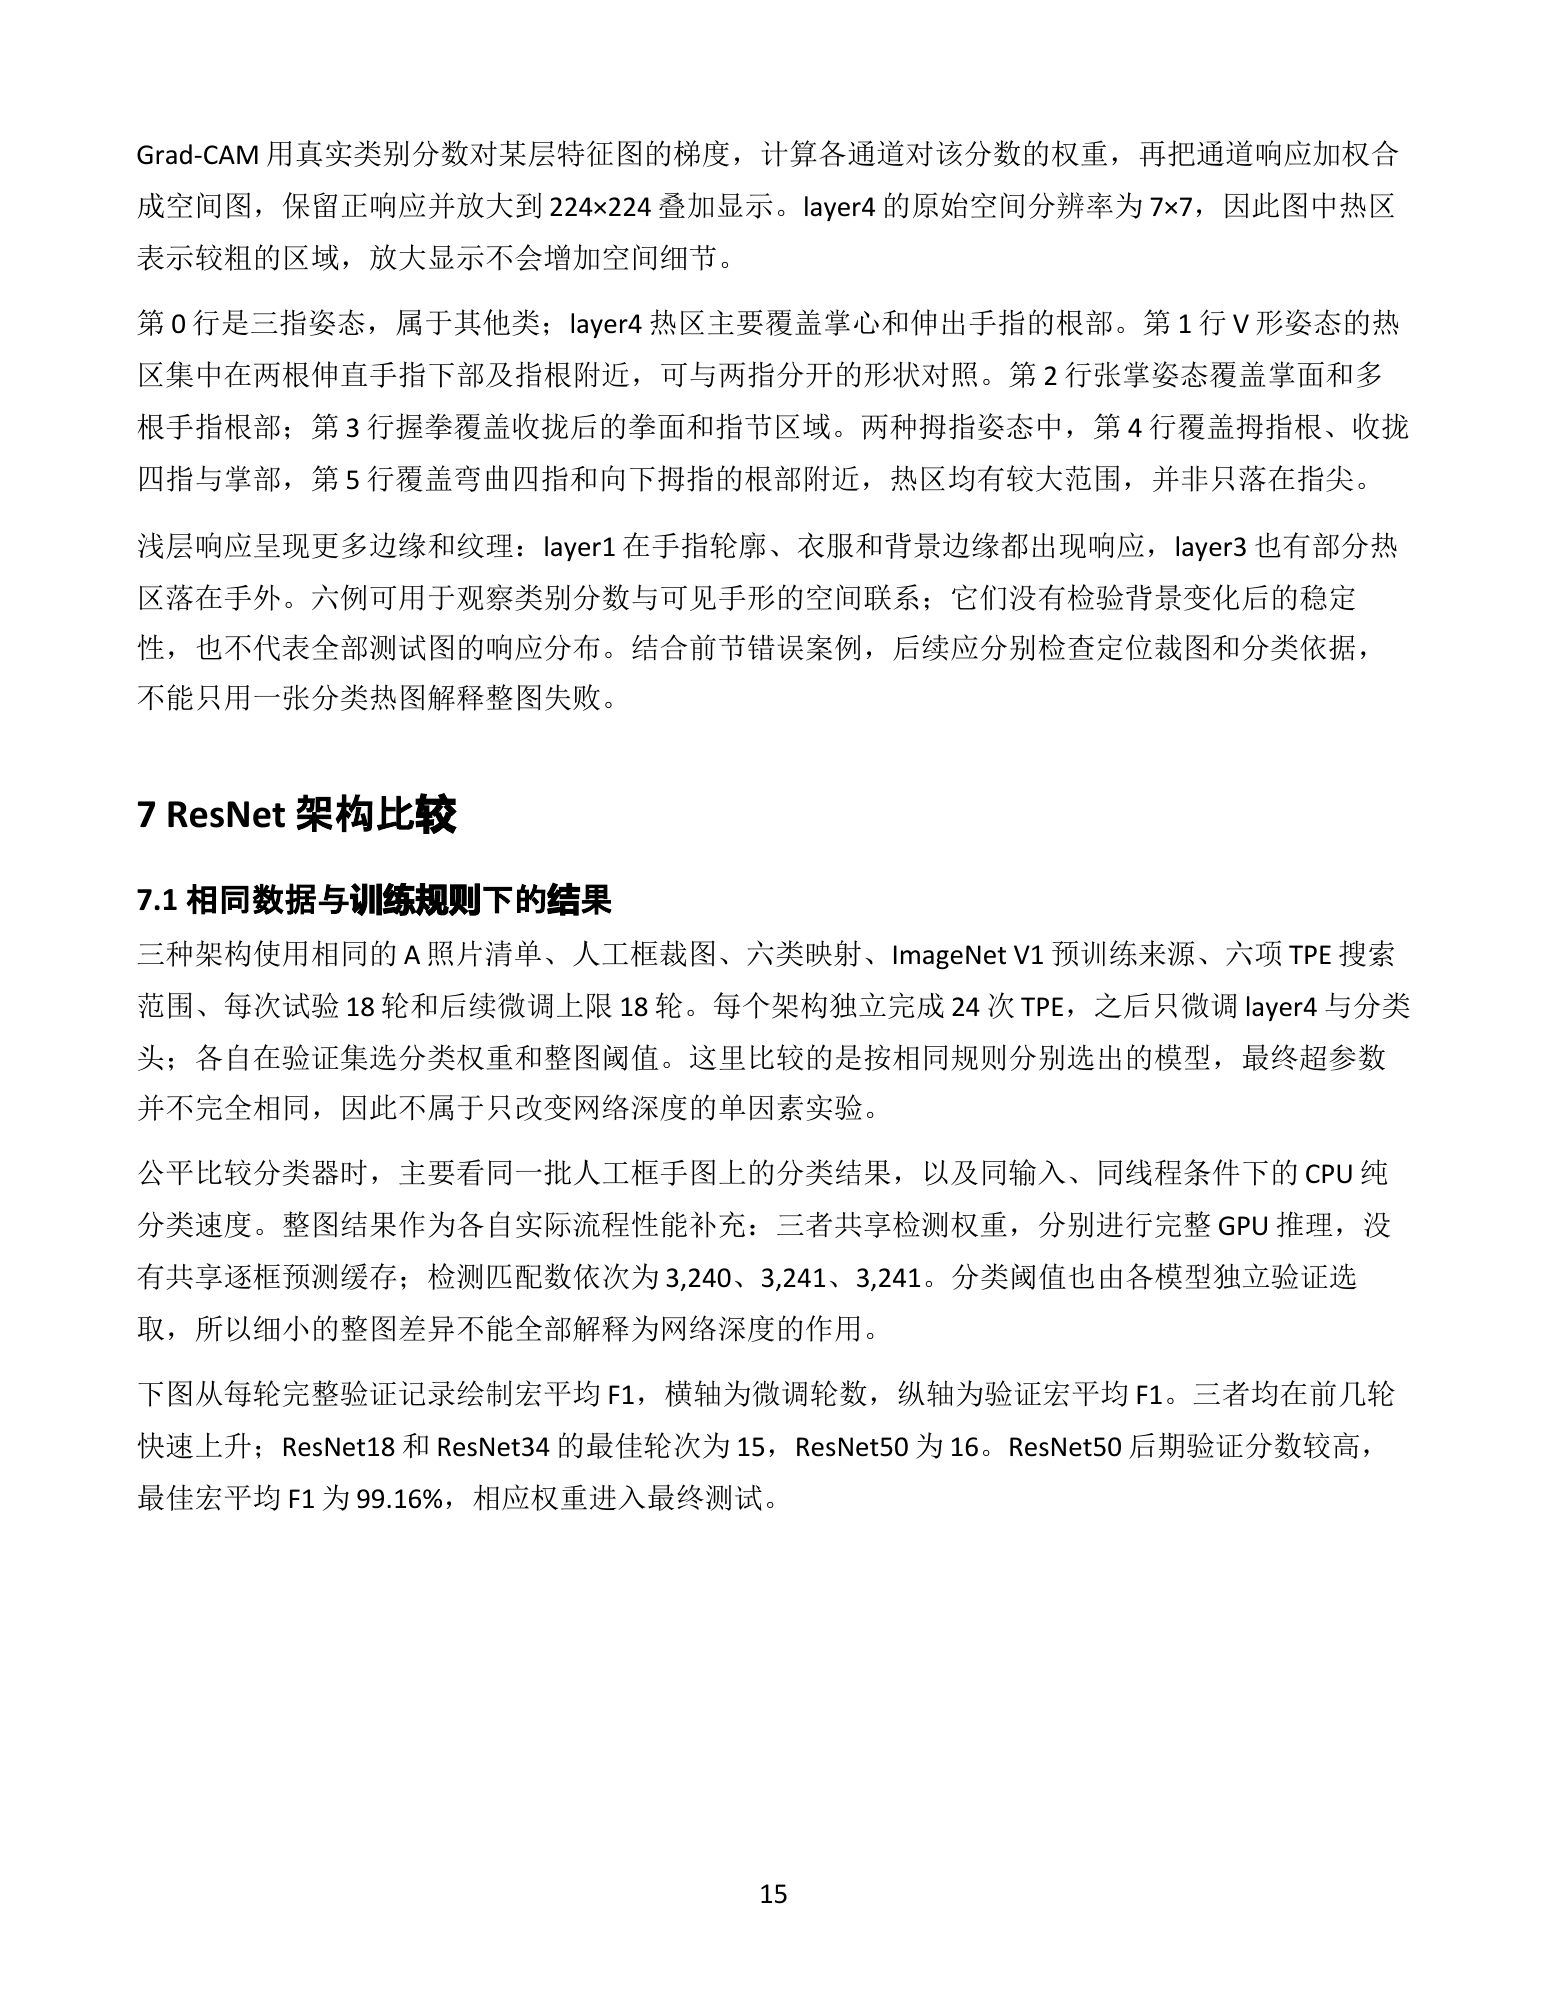 Grad-CAM 用真实类别分数对某层特征图的梯度，计算各通道对该分数的权重，再把通道响应加权合
成空间图，保留正响应并放大到 224×224 叠加显示。layer4 的原始空间分辨率为 7×7，因此图中热区
表示较粗的区域，放大显示不会增加空间细节。
第 0 行是三指姿态，属于其他类；layer4 热区主要覆盖掌心和伸出手指的根部。第 1 行 V 形姿态的热
区集中在两根伸直手指下部及指根附近，可与两指分开的形状对照。第 2 行张掌姿态覆盖掌面和多
根手指根部；第 3 行握拳覆盖收拢后的拳面和指节区域。两种拇指姿态中，第 4 行覆盖拇指根、收拢
四指与掌部，第 5 行覆盖弯曲四指和向下拇指的根部附近，热区均有较大范围，并非只落在指尖。
浅层响应呈现更多边缘和纹理：layer1 在手指轮廓、衣服和背景边缘都出现响应，layer3 也有部分热
区落在手外。六例可用于观察类别分数与可见手形的空间联系；它们没有检验背景变化后的稳定
性，也不代表全部测试图的响应分布。结合前节错误案例，后续应分别检查定位裁图和分类依据，
不能只用一张分类热图解释整图失败。
7 ResNet 架构比较
7.1 相同数据与训练规则下的结果
三种架构使用相同的 A 照片清单、人工框裁图、六类映射、ImageNet V1 预训练来源、六项 TPE 搜索
范围、每次试验 18 轮和后续微调上限 18 轮。每个架构独立完成 24 次 TPE，之后只微调 layer4 与分类
头；各自在验证集选分类权重和整图阈值。这里比较的是按相同规则分别选出的模型，最终超参数
并不完全相同，因此不属于只改变网络深度的单因素实验。
公平比较分类器时，主要看同一批人工框手图上的分类结果，以及同输入、同线程条件下的 CPU 纯
分类速度。整图结果作为各自实际流程性能补充：三者共享检测权重，分别进行完整 GPU 推理，没
有共享逐框预测缓存；检测匹配数依次为 3,240、3,241、3,241。分类阈值也由各模型独立验证选
取，所以细小的整图差异不能全部解释为网络深度的作用。
下图从每轮完整验证记录绘制宏平均 F1，横轴为微调轮数，纵轴为验证宏平均 F1。三者均在前几轮
快速上升；ResNet18 和 ResNet34 的最佳轮次为 15，ResNet50 为 16。ResNet50 后期验证分数较高，
最佳宏平均 F1 为 99.16%，相应权重进入最终测试。
15